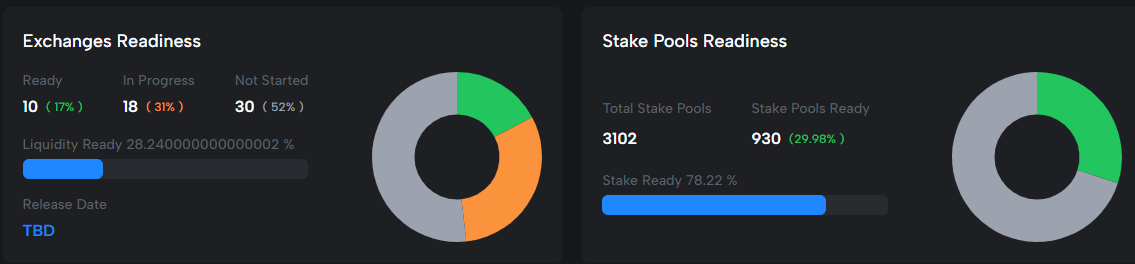 Exchanges Readiness
Ready In Progress Not Started
10 ( 17% ) 18 ( 31% ) 30 ( 52% )
Liquidity Ready 28.240000000000002 %
Release Date
TBD
Stake Pools Readiness
Total Stake Pools Stake Pools Ready
3102 930 (29.98% )
Stake Ready 78.22 %